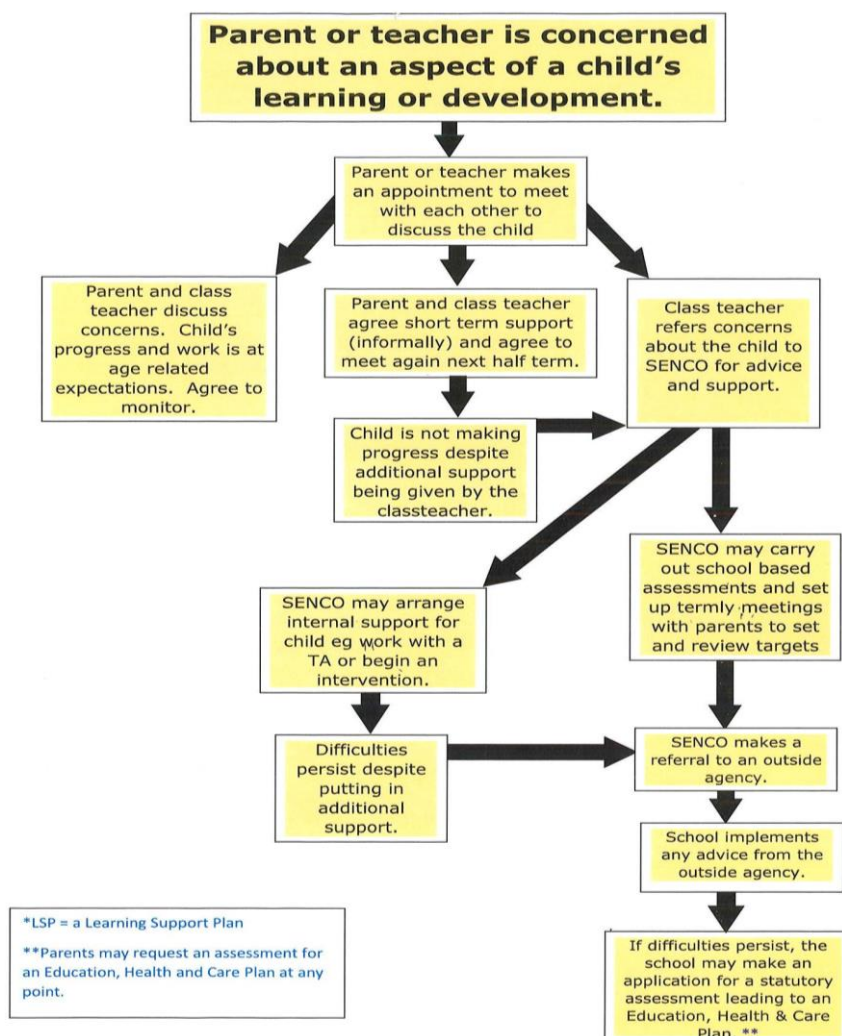 Parent or teacher is concerned
about an aspect of a child's
learning or development.
Parent or teacher makes
an appointment to meet
with each other to
discuss the child
Parent and class
teacher discuss
concerns. Child's
progress and work is at
age related
expectations. Agree to
monitor.
Parent and class teacher
agree short term support
(informally) and agree to
meet again next half term.
Class teacher
refers concerns
about the child to
SENCO for advice
and support.
Child is not making
progress despite
additional support
being given by the
classteacher.
SENCO may arrange
internal support for
child eg work with a
TA or begin an
intervention.
SENCO may carry
out school based
assessments and set
up termly meetings
with parents to set
and review targets
Difficulties
persist despite
putting in
additional
support.
SENCO makes a
referral to an outside
agency.
School implements
any advice from the
outside agency.
If difficulties persist, the
school may make an
application for a statutory
assessment leading to an
Education, Health & Care
Plan. **
*LSP = a Learning Support Plan
**Parents may request an assessment for
an Education, Health and Care Plan at any
point.